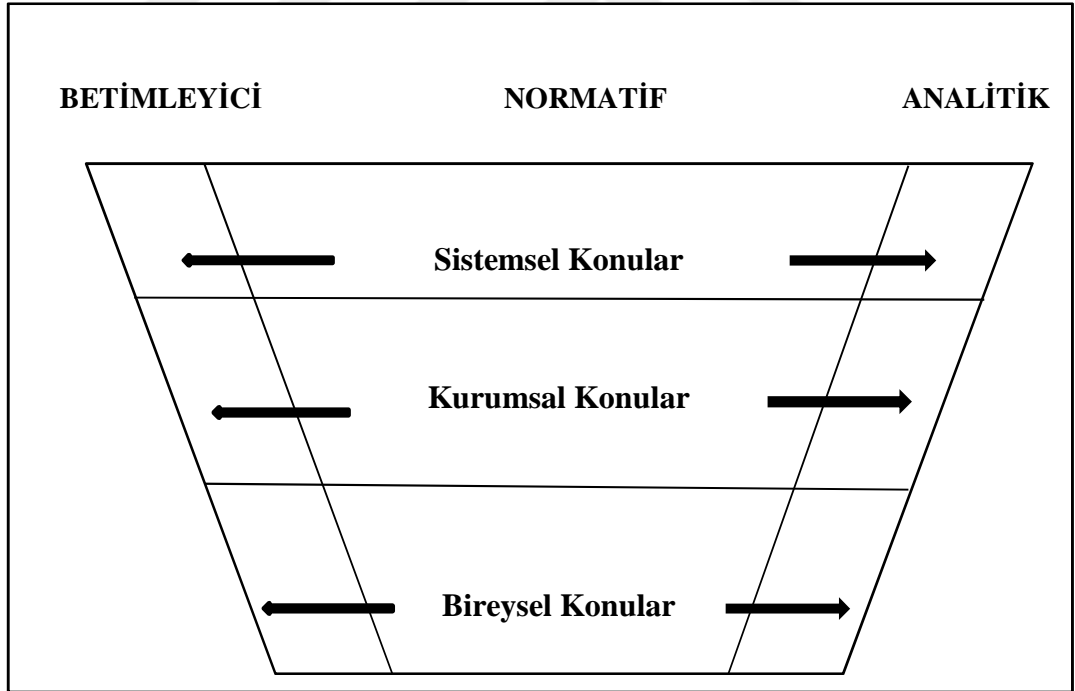 BETİMLEYİCİ NORMATİF ANALİTİK
Sistemsel Konular
Kurumsal Konular
Bireysel Konular